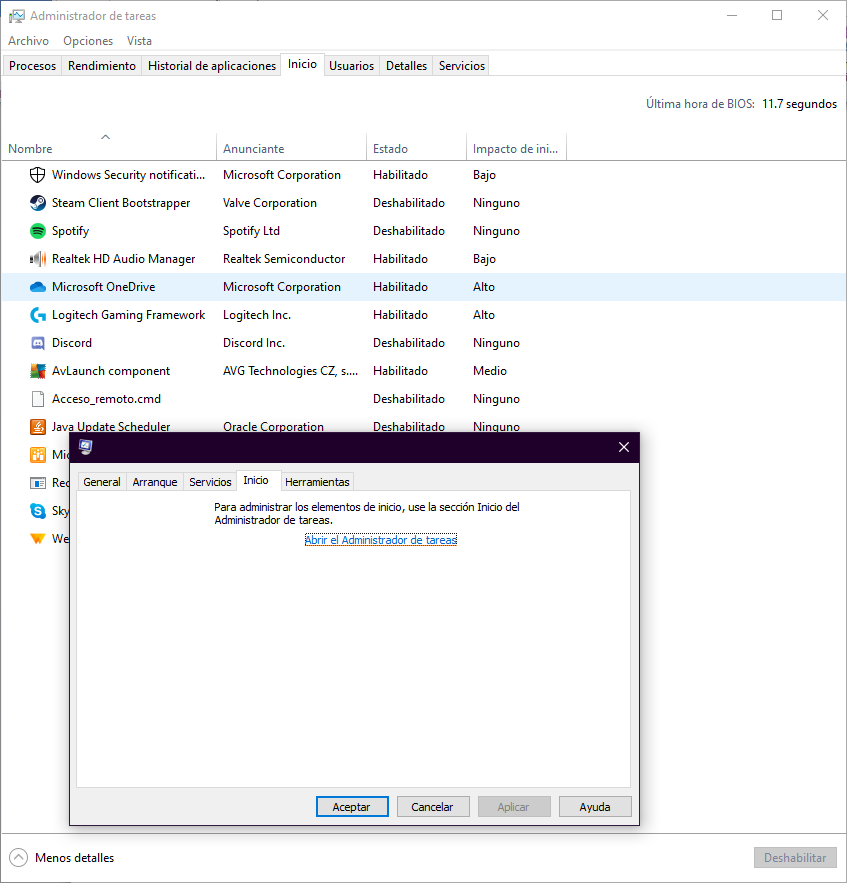 Administrador de tareas
Archivo Opciones Vista
Procesos Rendimiento Historial de aplicaciones Inicio Usuarios Detalles Servicios
Última hora de BIOS: 11.7 segundos
Nombre Anunciante Estado Impacto de ini...
Windows Security notificati... Microsoft Corporation Habilitado Bajo
Steam Client Bootstrapper Valve Corporation Deshabilitado Ninguno
Spotify Spotify Ltd Deshabilitado Ninguno
Realtek HD Audio Manager Realtek Semiconductor Habilitado Bajo
Microsoft OneDrive Microsoft Corporation Habilitado Alto
Logitech Gaming Framework Logitech Inc. Habilitado Alto
Discord Discord Inc. Deshabilitado Ninguno
AvLaunch component AVG Technologies CZ, s.... Habilitado Medio
Acceso_remoto.cmd Deshabilitado Ninguno
Java Update Scheduler Oracle Corporation Deshabilitado Ninguno
Mic
Rec
Sky
We
General Arranque Servicios Inicio Herramientas
Para administrar los elementos de inicio, use la sección Inicio del
Administrador de tareas.
Abrir el Administrador de tareas
Aceptar Cancelar Aplicar Ayuda
Menos detalles Deshabilitar